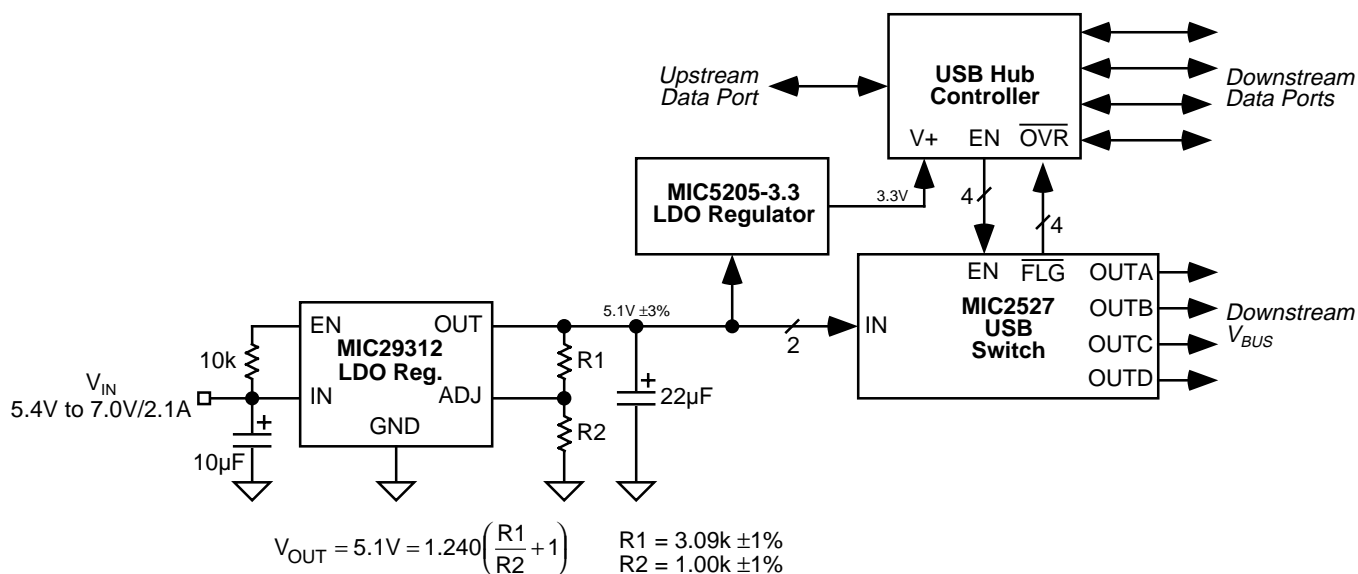 Upstream
Data Port
USB Hub
Controller
V+ EN OVR
Downstream
Data Ports
MIC5205-3.3
LDO Regulator
3.3V
4
4
EN FLG
MIC2527
USB
Switch
IN
OUTA
OUTB
OUTC
OUTD
Downstream
VBUS
5.1V ±3%
2
EN OUT
MIC29312
LDO Reg.
IN ADJ
GND
10k
VIN
5.4V to 7.0V/2.1A
10µF
R1
R2
22µF
VOUT = 5.1V = 1.240(R1/R2 + 1)
R1 = 3.09k ±1%
R2 = 1.00k ±1%